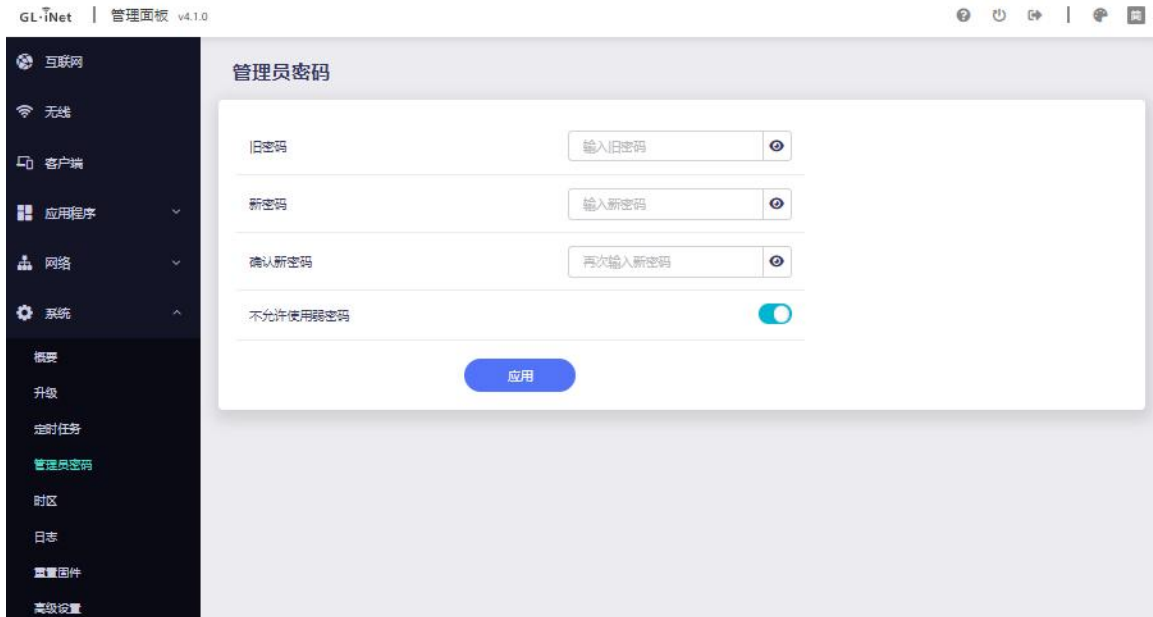 GL·iNet | 管理面板 v4.1.0
简
互联网
无线
客户端
应用程序
网络
系统
概要
升级
定时任务
管理员密码
时区
日志
重置固件
高级设置
管理员密码
旧密码 输入旧密码
新密码 输入新密码
确认新密码 再次输入新密码
不允许使用弱密码
应用